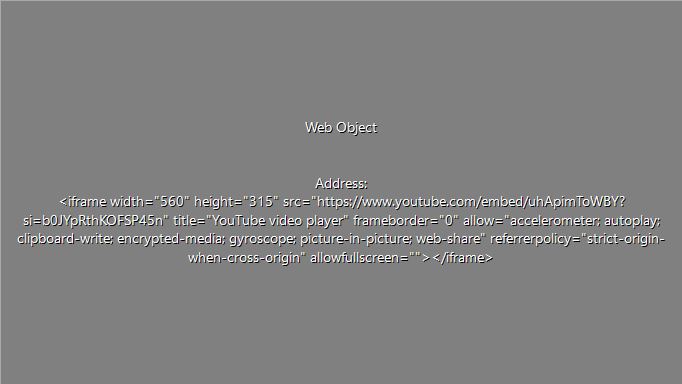 Web Object
Address:
<iframe width="560" height="315" src="https://www.youtube.com/embed/uhApimToWBY?
si=b0JYpRthKOFSP45n" title="YouTube video player" frameborder="0" allow="accelerometer; autoplay;
clipboard-write; encrypted-media; gyroscope; picture-in-picture; web-share" referrerpolicy="strict-origin-
when-cross-origin" allowfullscreen=""></iframe>